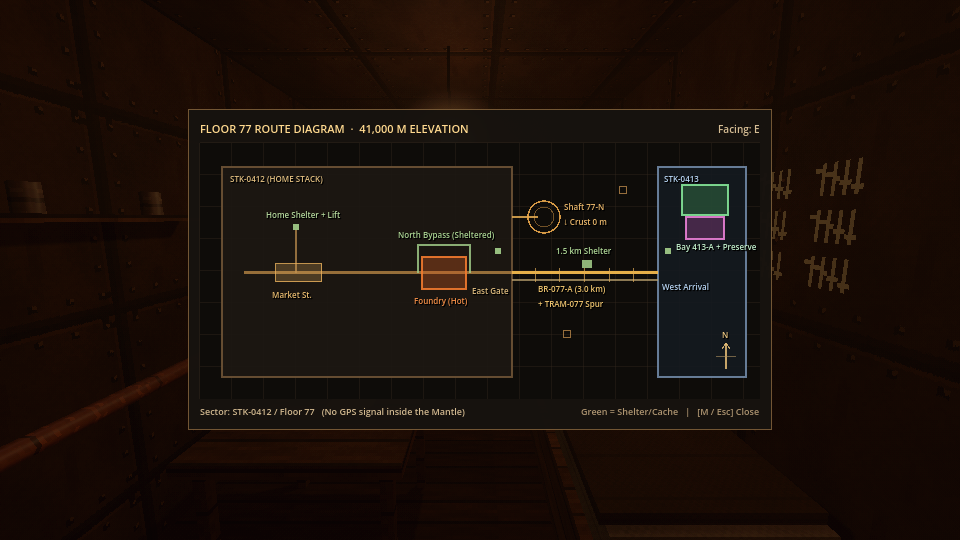 FLOOR 77 ROUTE DIAGRAM · 41,000 M ELEVATION
Facing: E
STK-0412 (HOME STACK)
STK-0413
Home Shelter + Lift
Shaft 77-N
↓ Crust 0 m
North Bypass (Sheltered)
1.5 km Shelter
Bay 413-A + Preserve
Market St.
Foundry (Hot)
East Gate
BR-077-A (3.0 km)
+ TRAM-077 Spur
West Arrival
N
Sector: STK-0412 / Floor 77 (No GPS signal inside the Mantle)
Green = Shelter/Cache | [M / Esc] Close